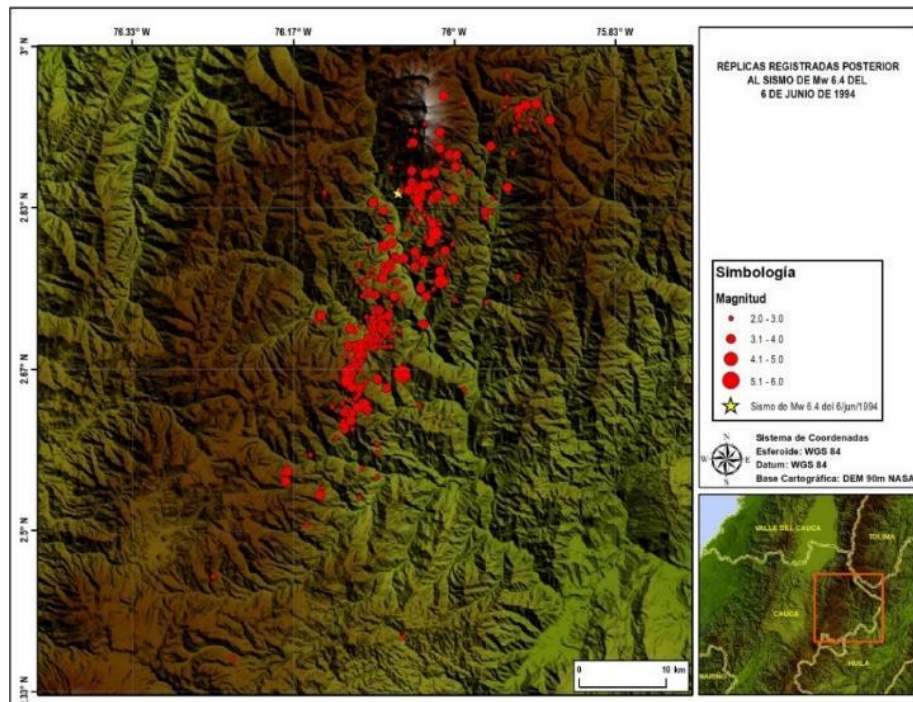 76.33° W
76.17° W
76° W
75.83° W
3° N
2.83° N
2.67° N
2.5° N
2.33° N
0
10 km
RÉPLICAS REGISTRADAS POSTERIOR
AL SISMO DE Mw 6.4 DEL
6 DE JUNIO DE 1994
Simbología
Magnitud
2.0 - 3.0
3.1 - 4.0
4.1 - 5.0
5.1 - 6.0
Sismo de Mw 6.4 del 6/jun/1994
N
W
E
S
Sistema de Coordenadas
Esferoide: WGS 84
Datum: WGS 84
Base Cartográfica: DEM 90m NASA
VALLE DEL CAUCA
TOLIMA
CAUCA
HUILA
NARIÑO